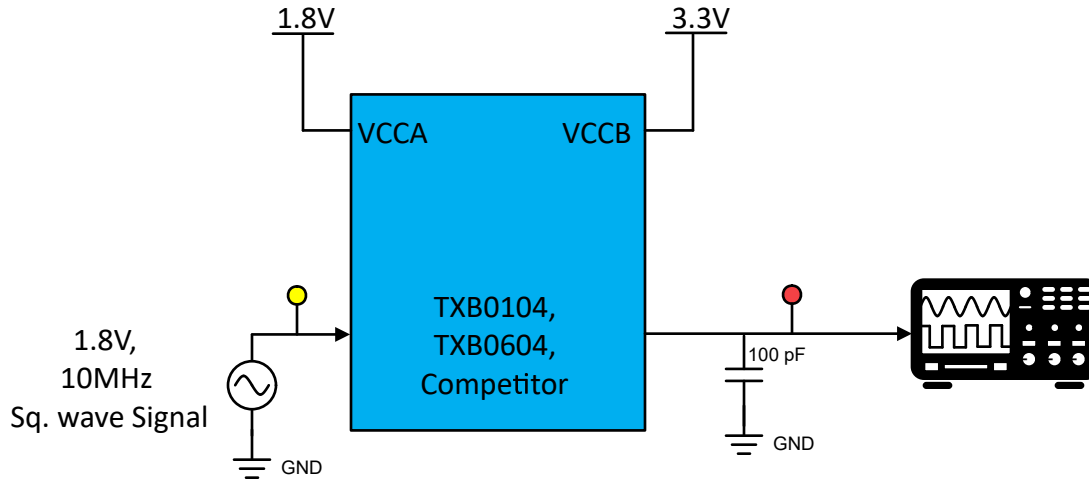 1.8V
3.3V
VCCA
VCCB
TXB0104,
TXB0604,
Competitor
1.8V,
10MHz
Sq. wave Signal
GND
100 pF
GND